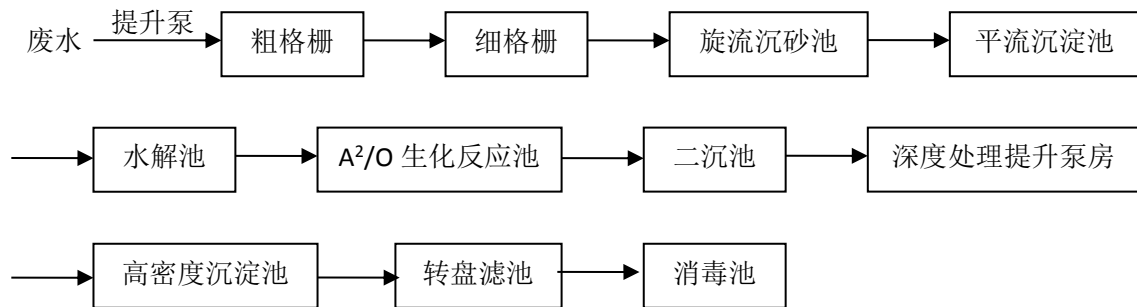 提升泵
废水 粗格栅 细格栅 旋流沉砂池 平流沉淀池
水解池 A²/O 生化反应池 二沉池 深度处理提升泵房
高密度沉淀池 转盘滤池 消毒池